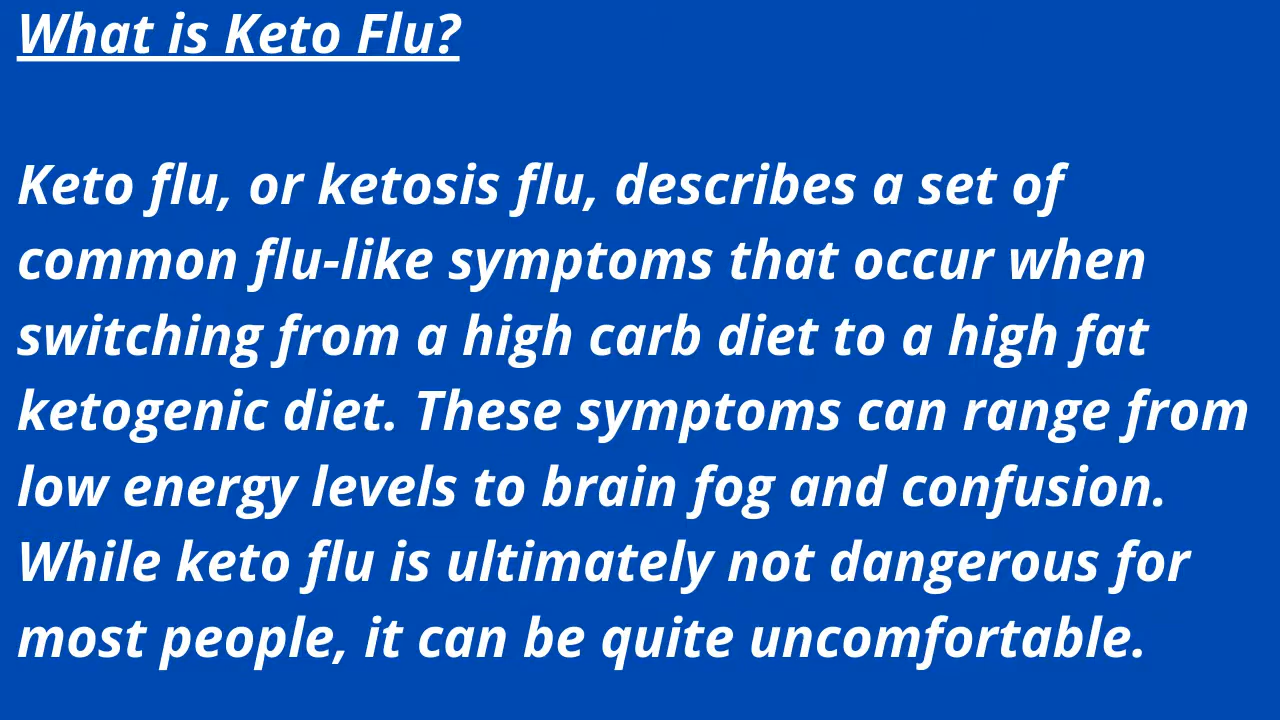 What is Keto Flu?
Keto flu, or ketosis flu, describes a set of
common flu-like symptoms that occur when
switching from a high carb diet to a high fat
ketogenic diet. These symptoms can range from
low energy levels to brain fog and confusion.
While keto flu is ultimately not dangerous for
most people, it can be quite uncomfortable.